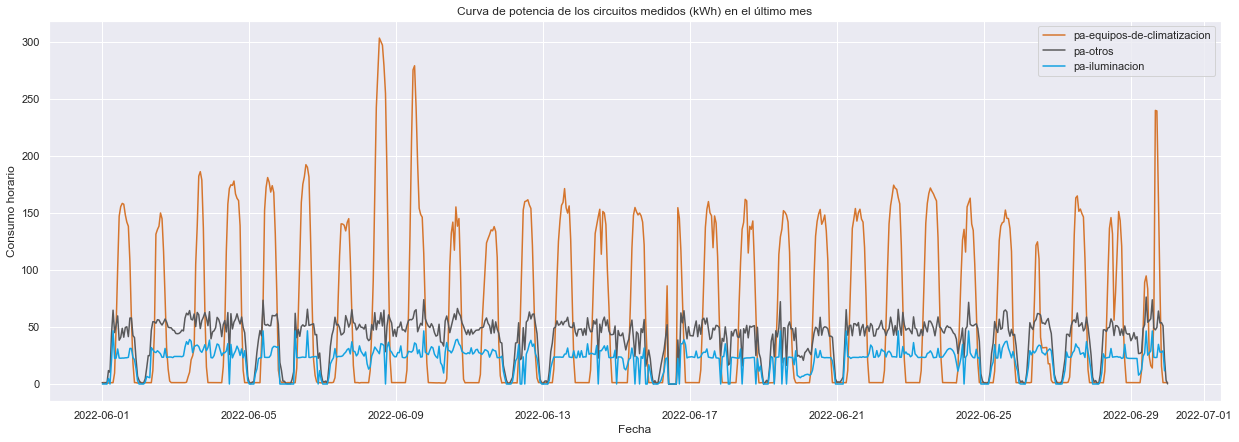 Curva de potencia de los circuitos medidos (kWh) en el último mes
pa-equipos-de-climatizacion
pa-otros
pa-iluminacion
Consumo horario
300
250
200
150
100
50
0
2022-06-01 2022-06-05 2022-06-09 2022-06-13 2022-06-17 2022-06-21 2022-06-25 2022-06-29 2022-07-01
Fecha